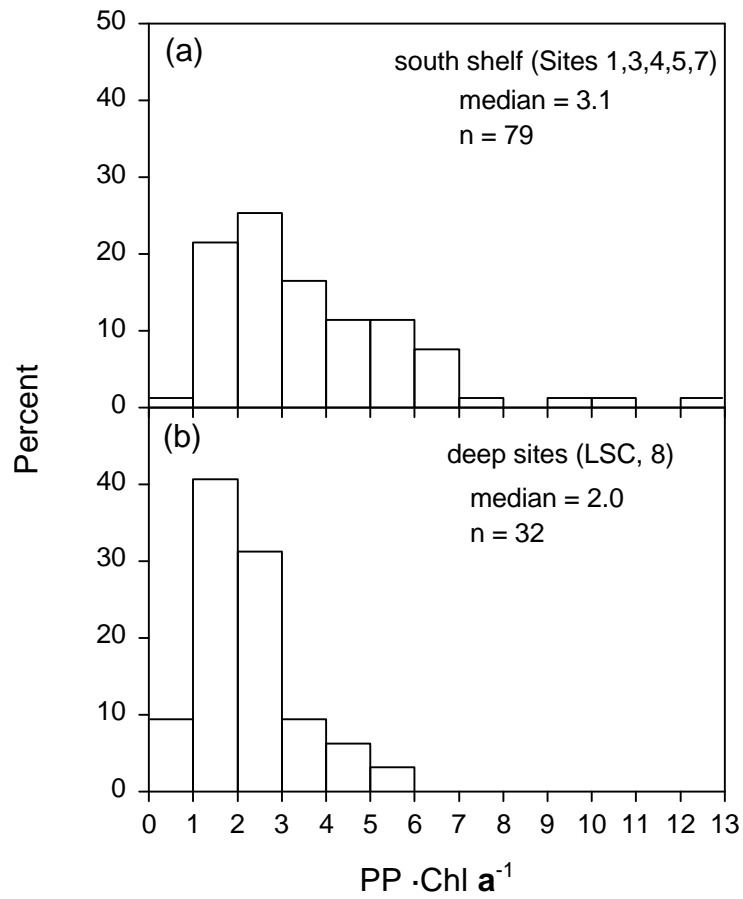 50
(a)
south shelf (Sites 1,3,4,5,7)
40
median = 3.1
n = 79
30
20
10
0
Percent
(b)
deep sites (LSC, 8)
40
median = 2.0
n = 32
30
20
10
0
0 1 2 3 4 5 6 7 8 9 10 11 12 13
PP ·Chl a⁻¹